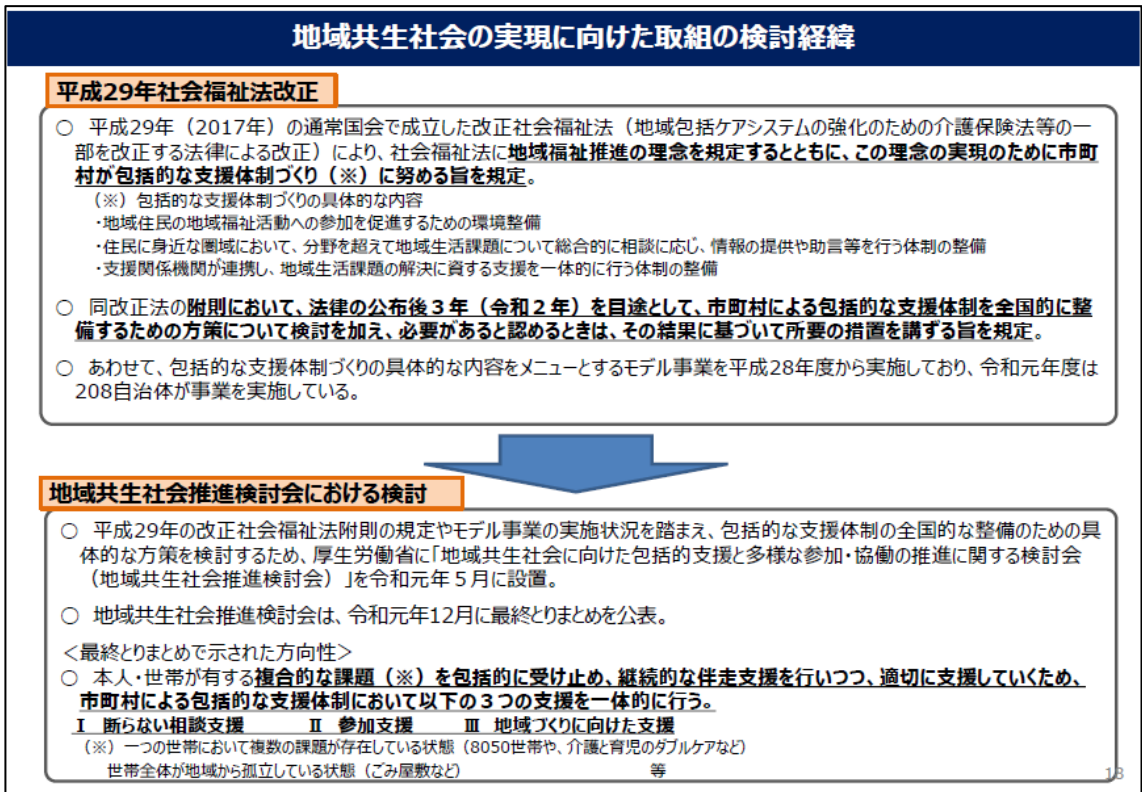 地域共生社会の実現に向けた取組の検討経緯
平成29年社会福祉法改正
○ 平成29年（2017年）の通常国会で成立した改正社会福祉法（地域包括ケアシステムの強化のための介護保険法等の一
部を改正する法律による改正）により、社会福祉法に地域福祉推進の理念を規定するとともに、この理念の実現のために市町
村が包括的な支援体制づくり（※）に努める旨を規定。
（※）包括的な支援体制づくりの具体的な内容
・地域住民の地域福祉活動への参加を促進するための環境整備
・住民に身近な圏域において、分野を超えて地域生活課題について総合的に相談に応じ、情報の提供や助言等を行う体制の整備
・支援関係機関が連携し、地域生活課題の解決に資する支援を一体的に行う体制の整備
○ 同改正法の附則において、法律の公布後３年（令和２年）を目途として、市町村による包括的な支援体制を全国的に整
備するための方策について検討を加え、必要があると認めるときは、その結果に基づいて所要の措置を講ずる旨を規定。
○ あわせて、包括的な支援体制づくりの具体的な内容をメニューとするモデル事業を平成28年度から実施しており、令和元年度は
208自治体が事業を実施している。
地域共生社会推進検討会における検討
○ 平成29年の改正社会福祉法附則の規定やモデル事業の実施状況を踏まえ、包括的な支援体制の全国的な整備のための具
体的な方策を検討するため、厚生労働省に「地域共生社会に向けた包括的支援と多様な参加・協働の推進に関する検討会
（地域共生社会推進検討会）」を令和元年５月に設置。
○ 地域共生社会推進検討会は、令和元年12月に最終とりまとめを公表。
＜最終とりまとめで示された方向性＞
○ 本人・世帯が有する複合的な課題（※）を包括的に受け止め、継続的な伴走支援を行いつつ、適切に支援していくため、
市町村による包括的な支援体制において以下の３つの支援を一体的に行う。
Ⅰ 断らない相談支援 Ⅱ 参加支援 Ⅲ 地域づくりに向けた支援
（※）一つの世帯において複数の課題が存在している状態（8050世帯や、介護と育児のダブルケアなど）
世帯全体が地域から孤立している状態（ごみ屋敷など） 等
13